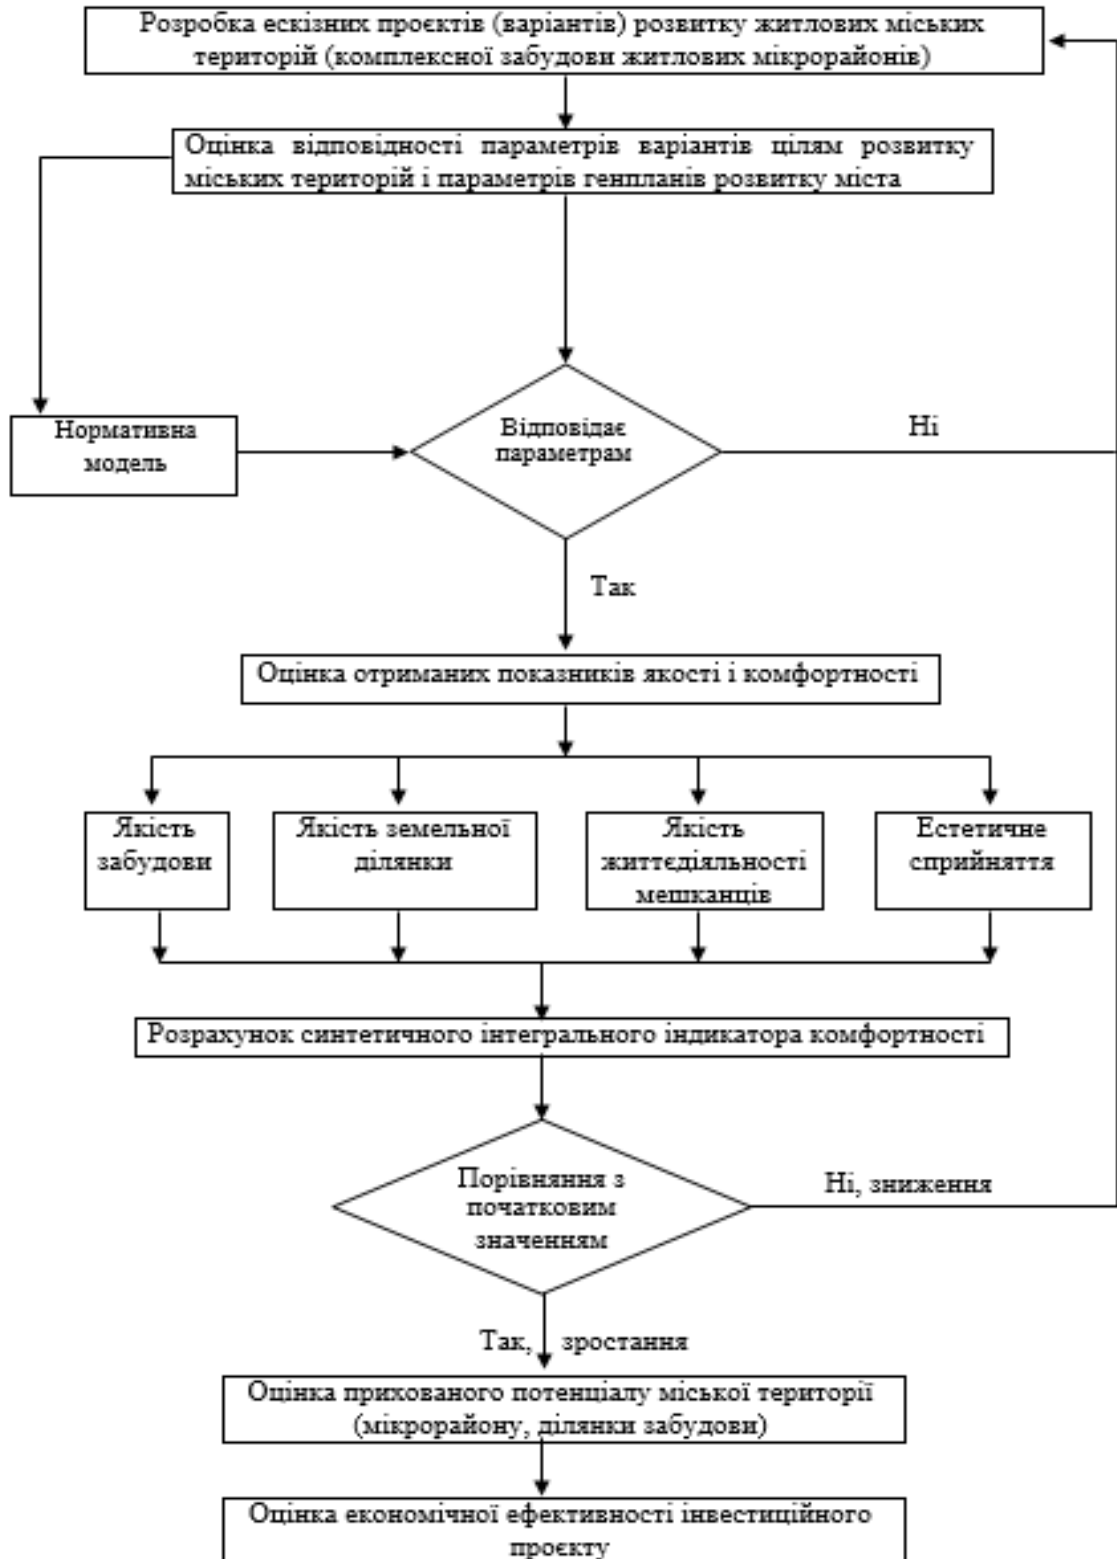 Розробка ескізних проєктів (варіантів) розвитку житлових міських
територій (комплексної забудови житлових мікрорайонів)
Оцінка відповідності параметрів варіантів цілям розвитку
міських територій і параметрів генпланів розвитку міста
Нормативна
модель
Відповідає
параметрам
Ні
Так
Оцінка отриманих показників якості і комфортності
Якість
забудови
Якість земельної
ділянки
Якість
життєдіяльності
мешканців
Естетичне
сприйняття
Розрахунок синтетичного інтегрального індикатора комфортності
Порівняння з
початковим
значенням
Ні, зниження
Так, зростання
Оцінка прихованого потенціалу міської території
(мікрорайону, ділянки забудови)
Оцінка економічної ефективності інвестиційного
проєкту